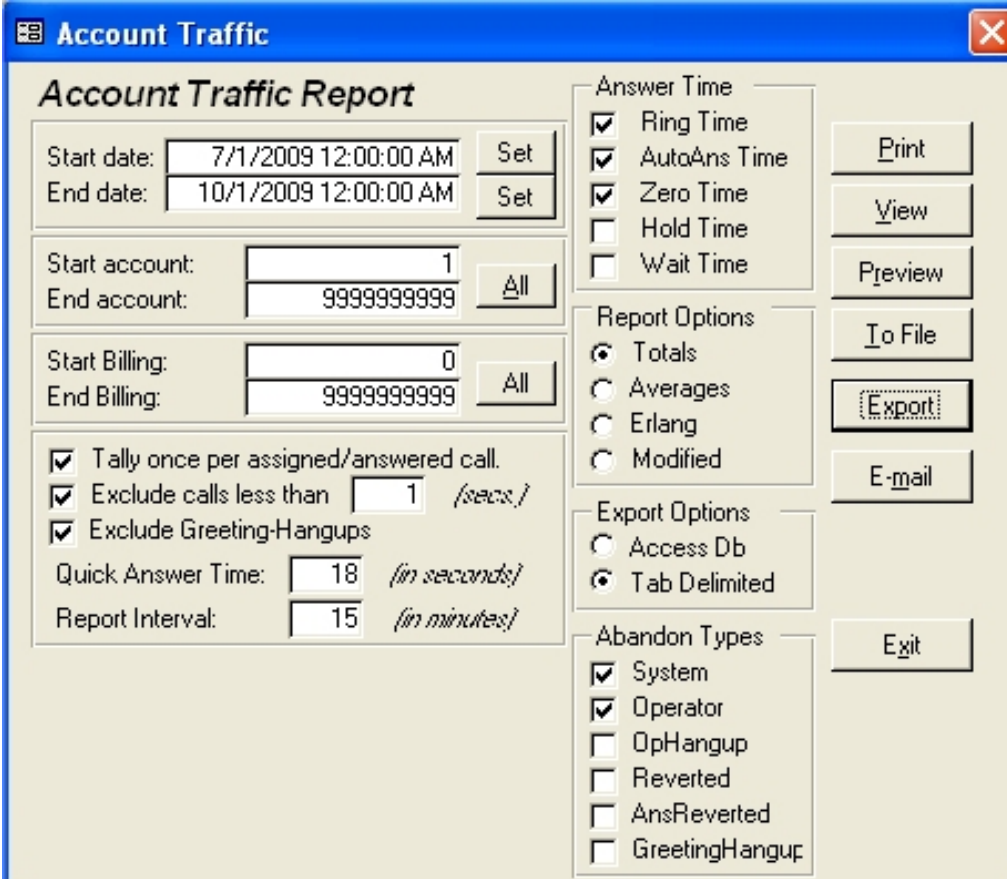 Account Traffic
Account Traffic Report
Start date: 7/1/2009 12:00:00 AM Set
End date: 10/1/2009 12:00:00 AM Set
Start account: 1
End account: 9999999999
All
Start Billing: 0
End Billing: 9999999999
All
Tally once per assigned/answered call.
Exclude calls less than 1 (secs.)
Exclude Greeting-Hangups
Quick Answer Time: 18 (in seconds)
Report Interval: 15 (in minutes)
Answer Time
Ring Time
AutoAns Time
Zero Time
Hold Time
Wait Time
Report Options
Totals
Averages
Erlang
Modified
Export Options
Access Db
Tab Delimited
Abandon Types
System
Operator
OpHangup
Reverted
AnsReverted
GreetingHangup
Print
View
Preview
To File
Export
E-mail
Exit